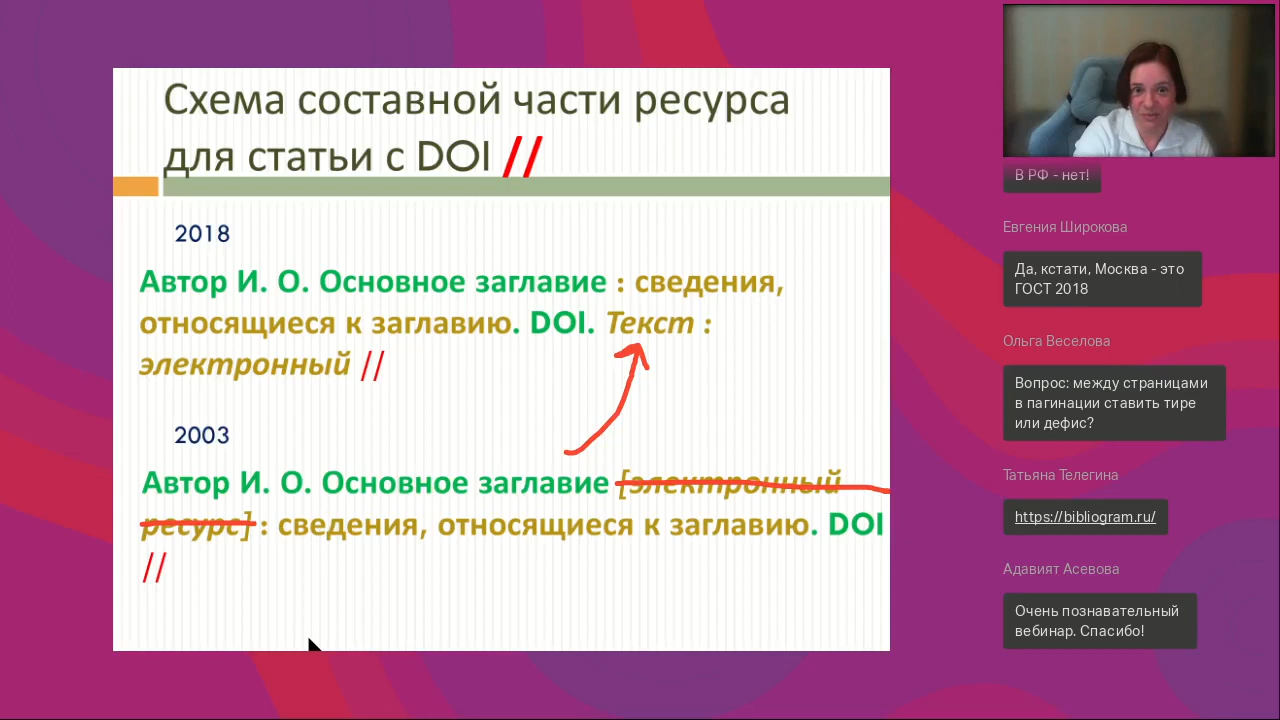 Схема составной части ресурса
для статьи с DOI //
2018
Автор И. О. Основное заглавие : сведения,
относящиеся к заглавию. DOI. Текст :
электронный //
2003
Автор И. О. Основное заглавие [электронный
ресурс] : сведения, относящиеся к заглавию. DOI
//
В РФ - нет!
Евгения Широкова
Да, кстати, Москва - это
ГОСТ 2018
Ольга Веселова
Вопрос: между страницами
в пагинации ставить тире
или дефис?
Татьяна Телегина
https://bibliogram.ru/
Адавият Асевова
Очень познавательный
вебинар. Спасибо!